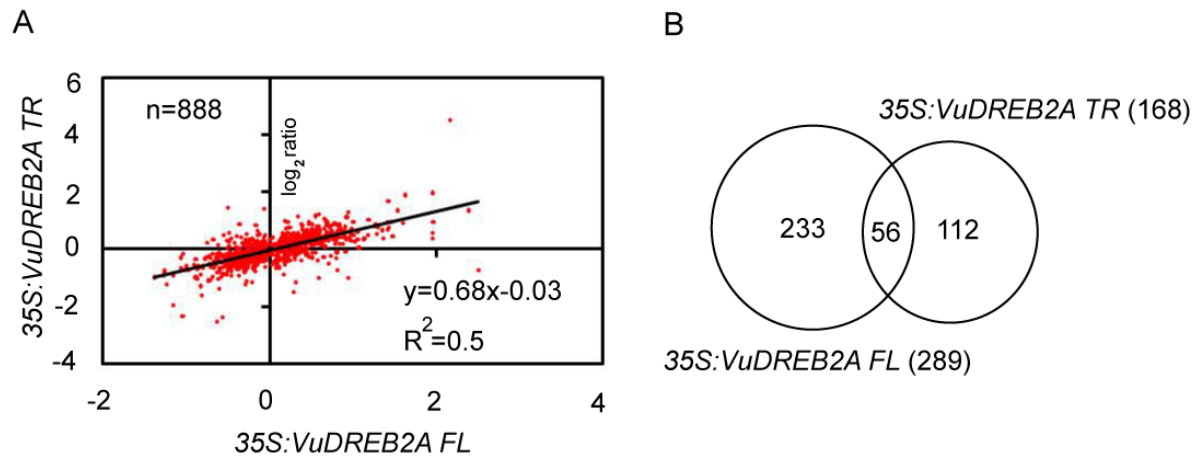 A
35S:VuDREB2A TR
6
4
2
0
-2
-4
n=888
log2ratio
y=0.68x-0.03
R2=0.5
-2 0 2 4
35S:VuDREB2A FL
B
35S:VuDREB2A TR (168)
233 56 112
35S:VuDREB2A FL (289)